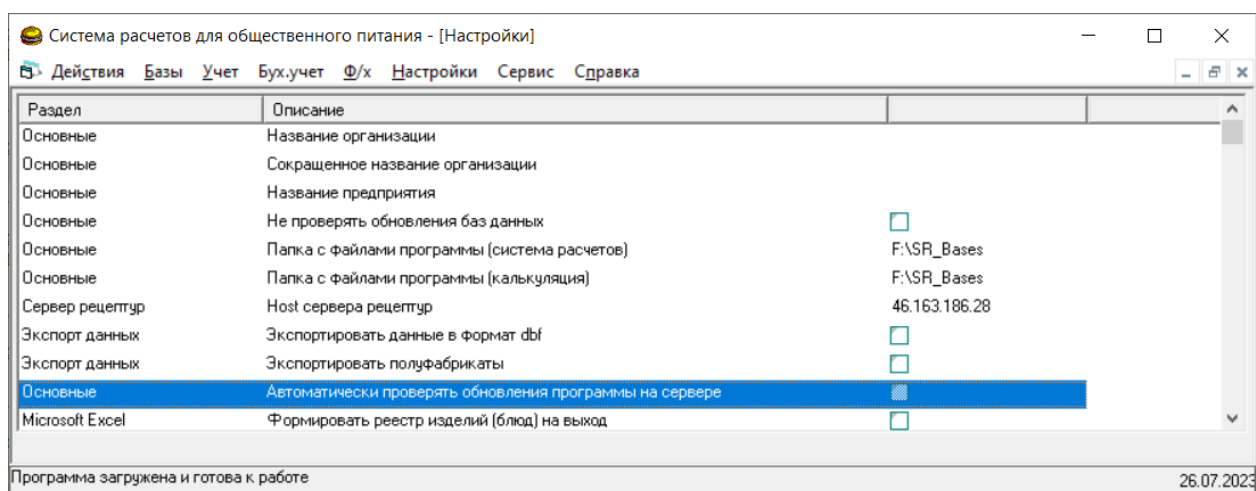 Система расчетов для общественного питания - [Настройки]
Действия Базы Учет Бух.учет Ф/х Настройки Сервис Справка
Раздел Описание
Основные Название организации
Основные Сокращенное название организации
Основные Название предприятия
Основные Не проверять обновления баз данных
Основные Папка с файлами программы (система расчетов) F:\SR_Bases
Основные Папка с файлами программы (калькуляция) F:\SR_Bases
Сервер рецептур Host сервера рецептур 46.163.186.28
Экспорт данных Экспортировать данные в формат dbf
Экспорт данных Экспортировать полуфабрикаты
Основные Автоматически проверять обновления программы на сервере
Microsoft Excel Формировать реестр изделий (блюд) на выход
Программа загружена и готова к работе 26.07.2023